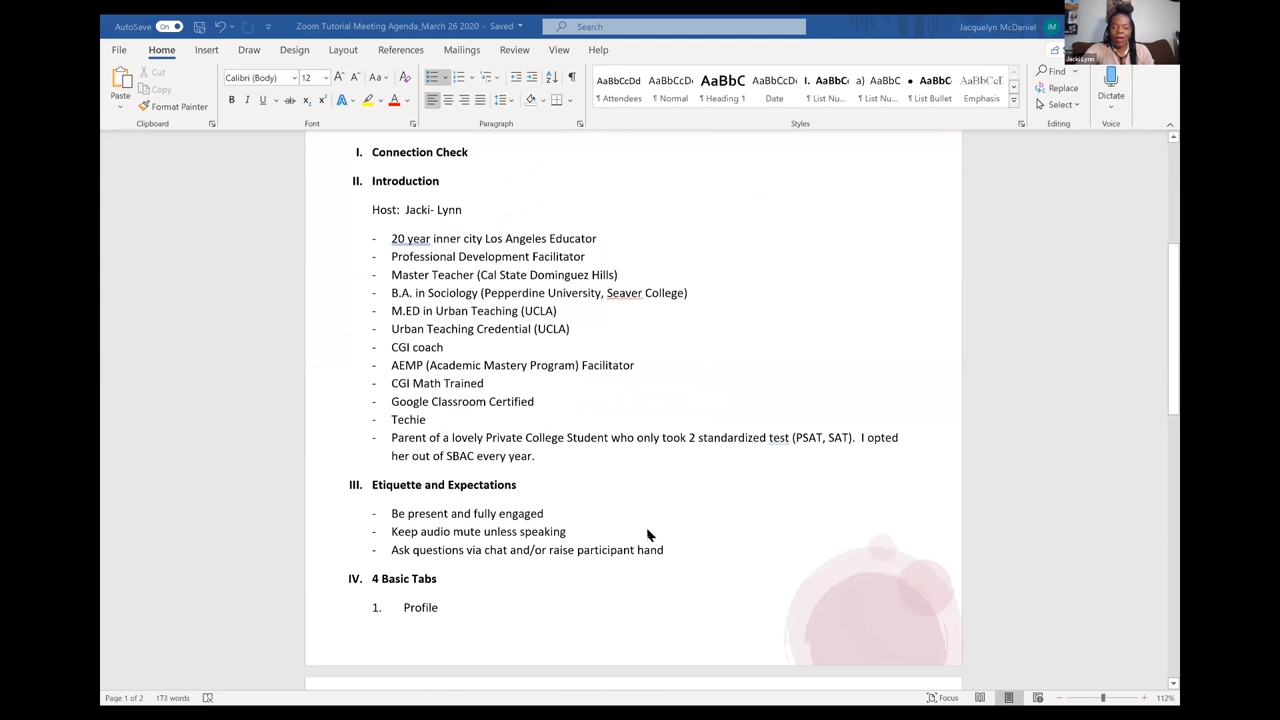 AutoSave On
Zoom Tutorial Meeting Agenda_March 26 2020 - Saved
Search
Jacquelyn McDaniel JM
Jacki Lynn
File Home Insert Draw Design Layout References Mailings Review View Help
Paste
Cut
Copy
Format Painter
Clipboard
Calibri (Body) 12
Font
Paragraph
AaBbCcDd AaBbCcDc AaBbC AaBbCcDd I. AaBbC a) AaBbC • AaBbC AaBbCcD
¶ Attendees ¶ Normal ¶ Heading 1 Date ¶ List Nu... ¶ List Nu... ¶ List Bullet Emphasis
Styles
Find
Replace
Select
Editing
Dictate
Voice
I. Connection Check
II. Introduction
Host: Jacki- Lynn
- 20 year inner city Los Angeles Educator
- Professional Development Facilitator
- Master Teacher (Cal State Dominguez Hills)
- B.A. in Sociology (Pepperdine University, Seaver College)
- M.ED in Urban Teaching (UCLA)
- Urban Teaching Credential (UCLA)
- CGI coach
- AEMP (Academic Mastery Program) Facilitator
- CGI Math Trained
- Google Classroom Certified
- Techie
- Parent of a lovely Private College Student who only took 2 standardized test (PSAT, SAT). I opted
her out of SBAC every year.
III. Etiquette and Expectations
- Be present and fully engaged
- Keep audio mute unless speaking
- Ask questions via chat and/or raise participant hand
IV. 4 Basic Tabs
1. Profile
Page 1 of 2 173 words
Focus
112%